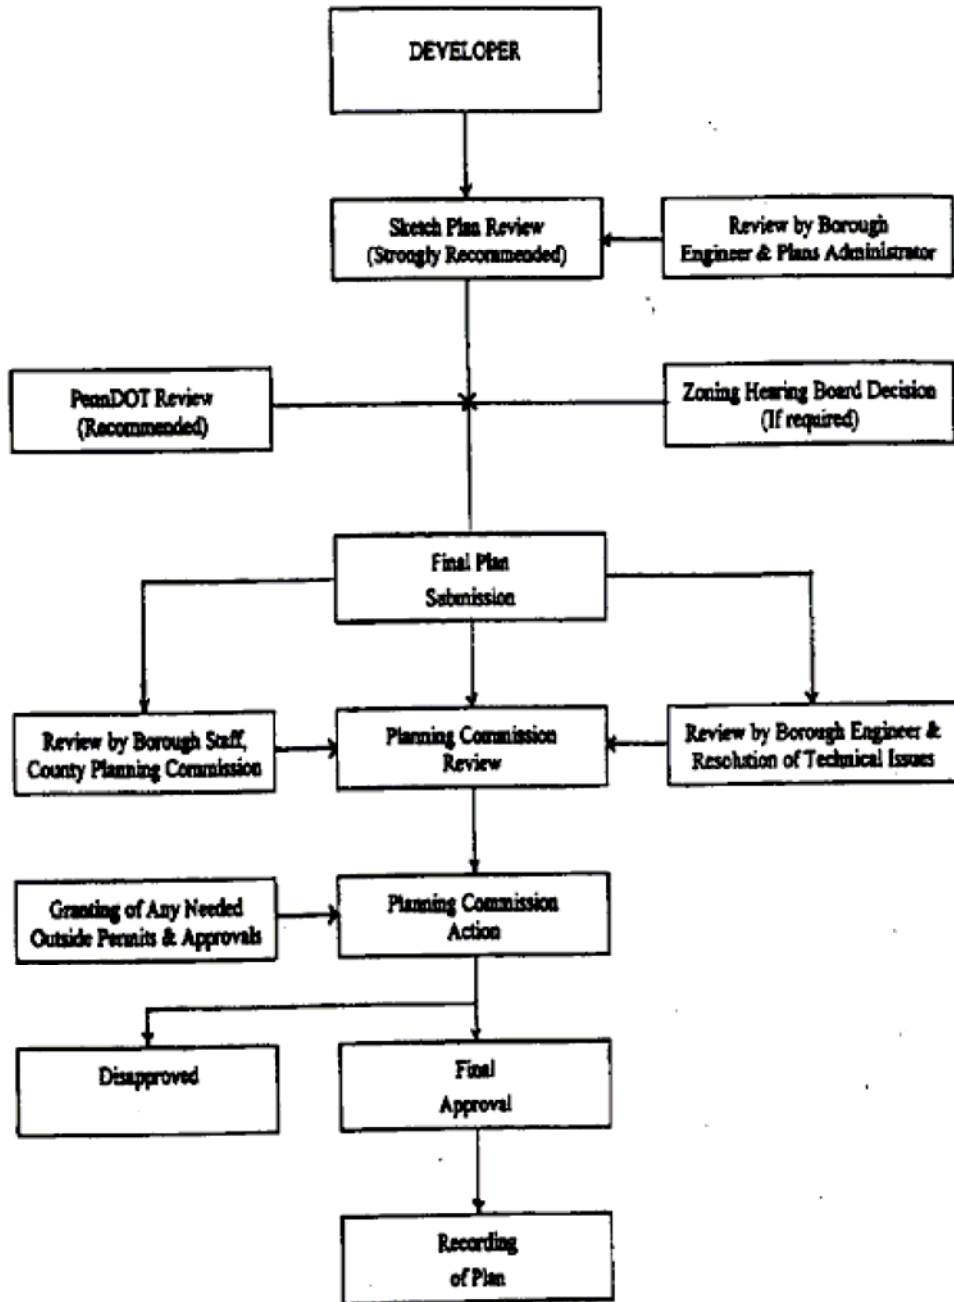 DEVELOPER
Sketch Plan Review
(Strongly Recommended)
Review by Borough
Engineer & Plans Administrator
PennDOT Review
(Recommended)
Zoning Hearing Board Decision
(If required)
Final Plan
Submission
Review by Borough Staff,
County Planning Commission
Planning Commission
Review
Review by Borough Engineer &
Resolution of Technical Issues
Granting of Any Needed
Outside Permits & Approvals
Planning Commission
Action
Disapproved
Final
Approval
Recording
of Plan